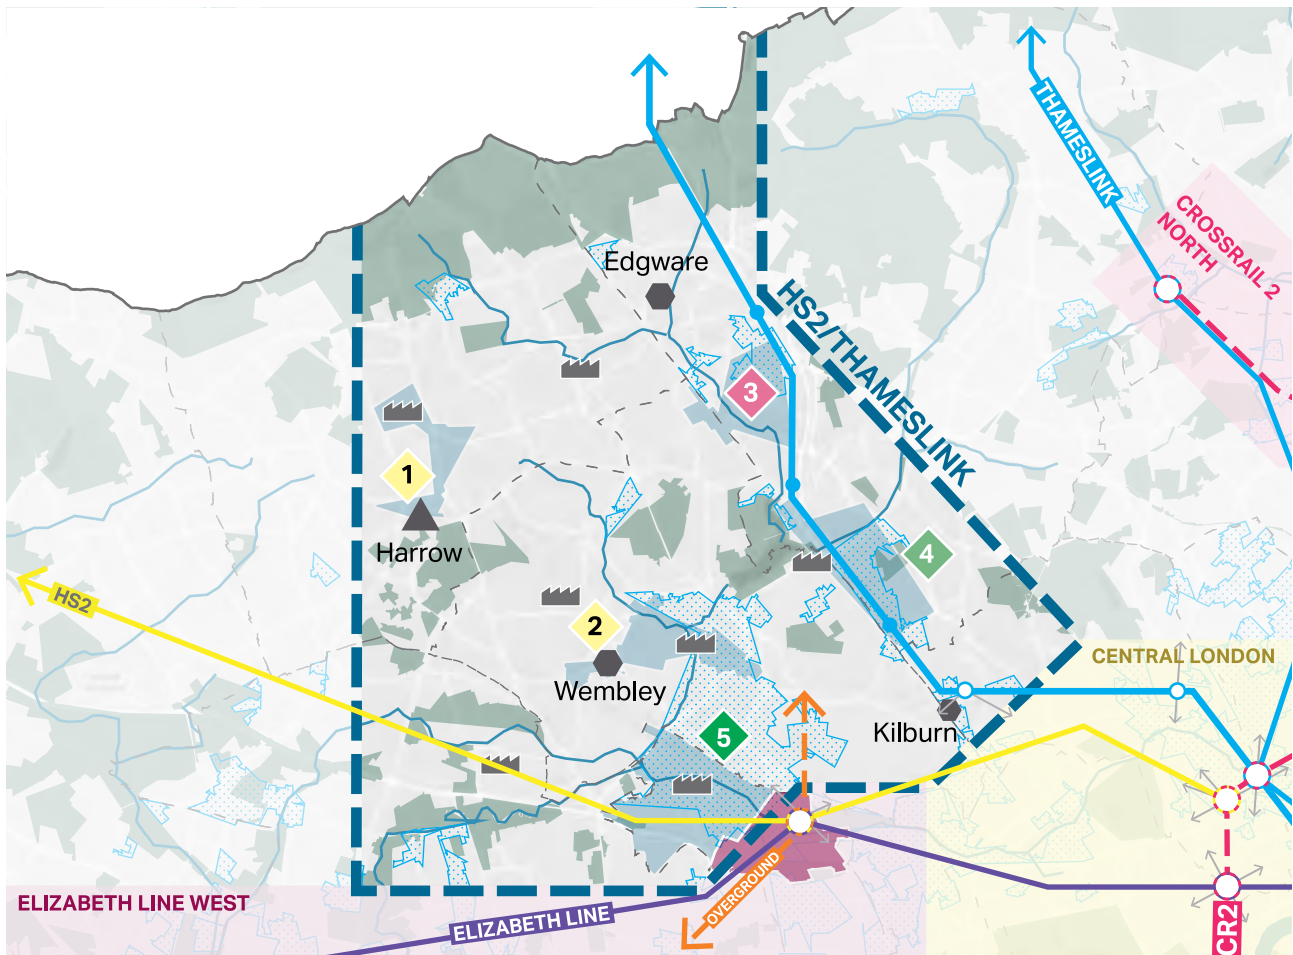 THAMESLINK
CROSSRAIL 2
NORTH
Edgware
HS2/THAMESLINK
3
1
Harrow
4
HS2
2
Wembley
CENTRAL LONDON
Kilburn
5
OVERGROUND
ELIZABETH LINE WEST
ELIZABETH LINE
CR2